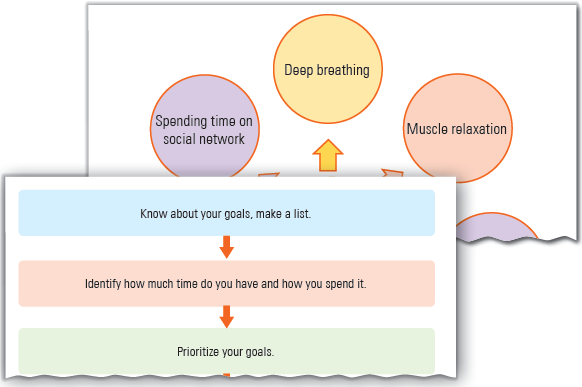 Deep breathing
Spending time on
social network
Muscle relaxation
Know about your goals, make a list.
Identify how much time do you have and how you spend it.
Prioritize your goals.